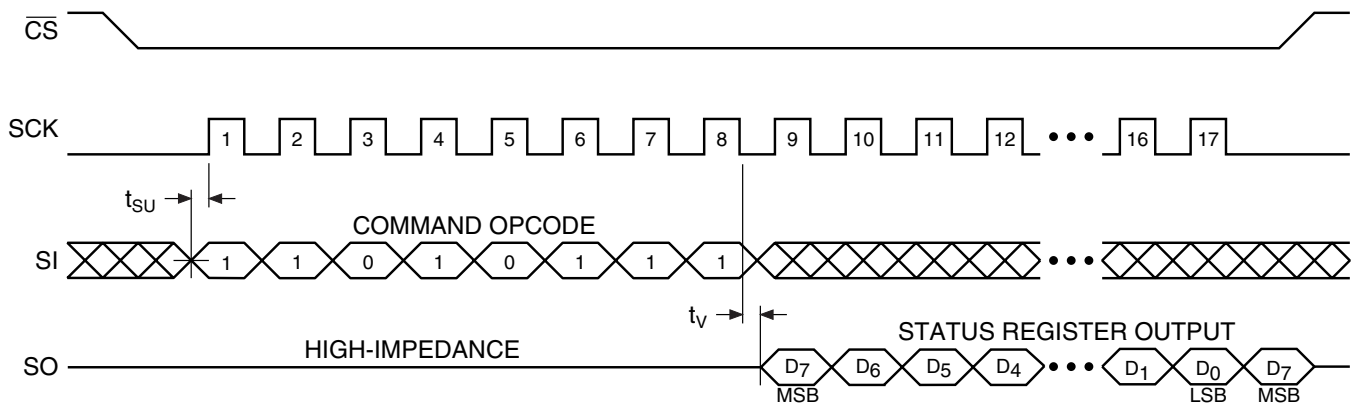 CS
SCK 1 2 3 4 5 6 7 8 9 10 11 12 ••• 16 17
tSU
COMMAND OPCODE
SI 1 1 0 1 0 1 1 1 •••
tV
HIGH-IMPEDANCE STATUS REGISTER OUTPUT
SO D7 D6 D5 D4 ••• D1 D0 D7
MSB LSB MSB